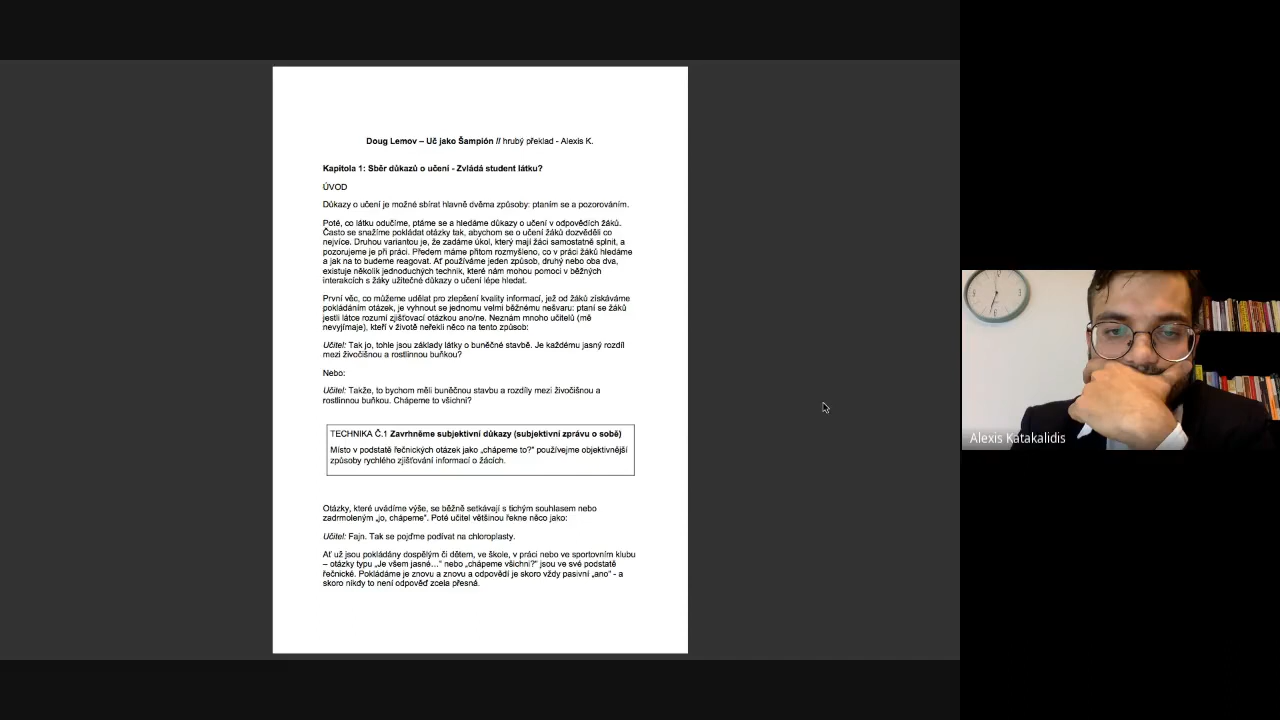 Doug Lemov – Uč jako Šampión // hrubý překlad - Alexis K.
Kapitola 1: Sběr důkazů o učení - Zvládá student látku?
ÚVOD
Důkazy o učení je možné sbírat hlavně dvěma způsoby: ptaním se a pozorováním.
Poté, co látku odučíme, ptáme se a hledáme důkazy o učení v odpovědích žáků.
Často se snažíme pokládat otázky tak, abychom se o učení žáků dozvěděli co
nejvíce. Druhou variantou je, že zadáme úkol, který mají žáci samostatně splnit, a
pozorujeme je při práci. Předem máme přitom rozmyšleno, co v práci žáků hledáme
a jak na to budeme reagovat. Ať používáme jeden způsob, druhý nebo oba dva,
existuje několik jednoduchých technik, které nám mohou pomoci v běžných
interakcích s žáky užitečné důkazy o učení lépe hledat.
První věc, co můžeme udělat pro zlepšení kvality informací, jež od žáků získáváme
pokládáním otázek, je vyhnout se jednomu velmi běžnému nešvaru: ptaní se žáků
jestli látce rozumí zjišťovací otázkou ano/ne. Neznám mnoho učitelů (mě
nevyjímaje), kteří v životě neřekli něco na tento způsob:
Učitel: Tak jo, tohle jsou základy látky o buněčné stavbě. Je každému jasný rozdíl
mezi živočišnou a rostlinnou buňkou?
Nebo:
Učitel: Takže, to bychom měli buněčnou stavbu a rozdíly mezi živočišnou a
rostlinnou buňkou. Chápeme to všichni?
TECHNIKA Č.1 Zavrhněme subjektivní důkazy (subjektivní zprávu o sobě)
Místo v podstatě řečnických otázek jako „chápeme to?" používejme objektivnější
způsoby rychlého zjišťování informací o žácích.
Otázky, které uvádíme výše, se běžně setkávají s tichým souhlasem nebo
zadrmoleným „jo, chápeme". Poté učitel většinou řekne něco jako:
Učitel: Fajn. Tak se pojďme podívat na chloroplasty.
Ať už jsou pokládány dospělým či dětem, ve škole, v práci nebo ve sportovním klubu
– otázky typu „Je všem jasné…" nebo „chápeme všichni?" jsou ve své podstatě
řečnické. Pokládáme je znovu a znovu a odpovědí je skoro vždy pasivní „ano" - a
skoro nikdy to není odpověď zcela přesná.
Alexis Katakalidis